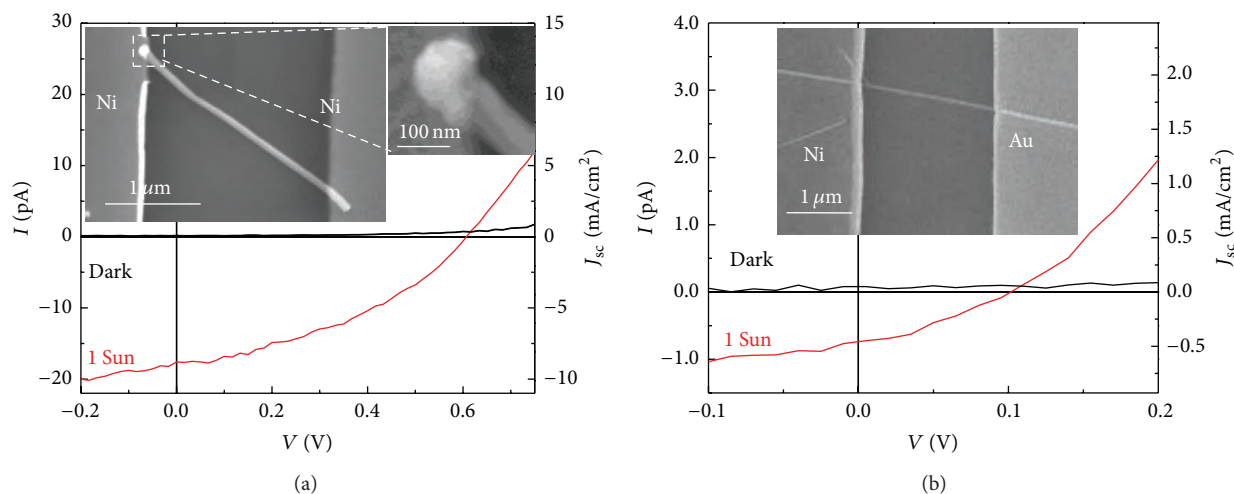 30
20
10
0
−10
−20
I (pA)
15
10
5
0
−5
−10
J_sc (mA/cm²)
Ni
Ni
1 μm
100 nm
Dark
1 Sun
−0.2
0.0
0.2
0.4
0.6
V (V)
(a)
4.0
3.0
2.0
1.0
0.0
−1.0
I (pA)
2.0
1.5
1.0
0.5
0.0
−0.5
J_sc (mA/cm²)
Ni
Au
1 μm
Dark
1 Sun
−0.1
0.0
0.1
0.2
V (V)
(b)